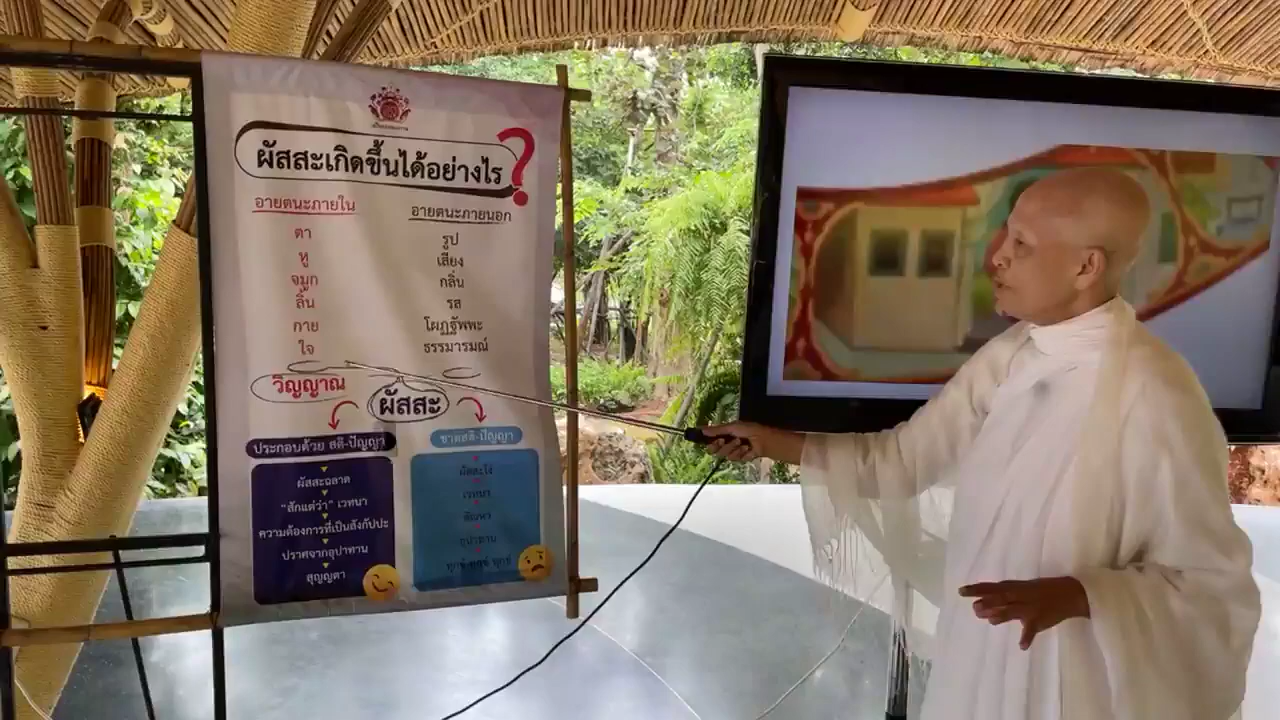 ผัสสะเกิดขึ้นได้อย่างไร?
อายตนะภายใน
อายตนะภายนอก
ตา
รูป
หู
เสียง
จมูก
กลิ่น
ลิ้น
รส
กาย
โผฏฐัพพะ
ใจ
ธรรมารมณ์
วิญญาณ
ผัสสะ
ประกอบด้วย สติ-ปัญญา
ผัสสะฉลาด
"สักแต่ว่า" เวทนา
ความต้องการที่เป็นสังกัปปะ
ปราศจากอุปาทาน
สุญญตา
ขาดสติ-ปัญญา
ผัสสะโง่
เวทนา
ตัณหา
อุปาทาน
ทุกข์ ทุกข์ ทุกข์